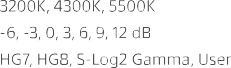 3200K, 4300K, 5500K
-6, -3, 0, 3, 6, 9, 12 dB
HG7, HG8, S-Log2 Gamma, User